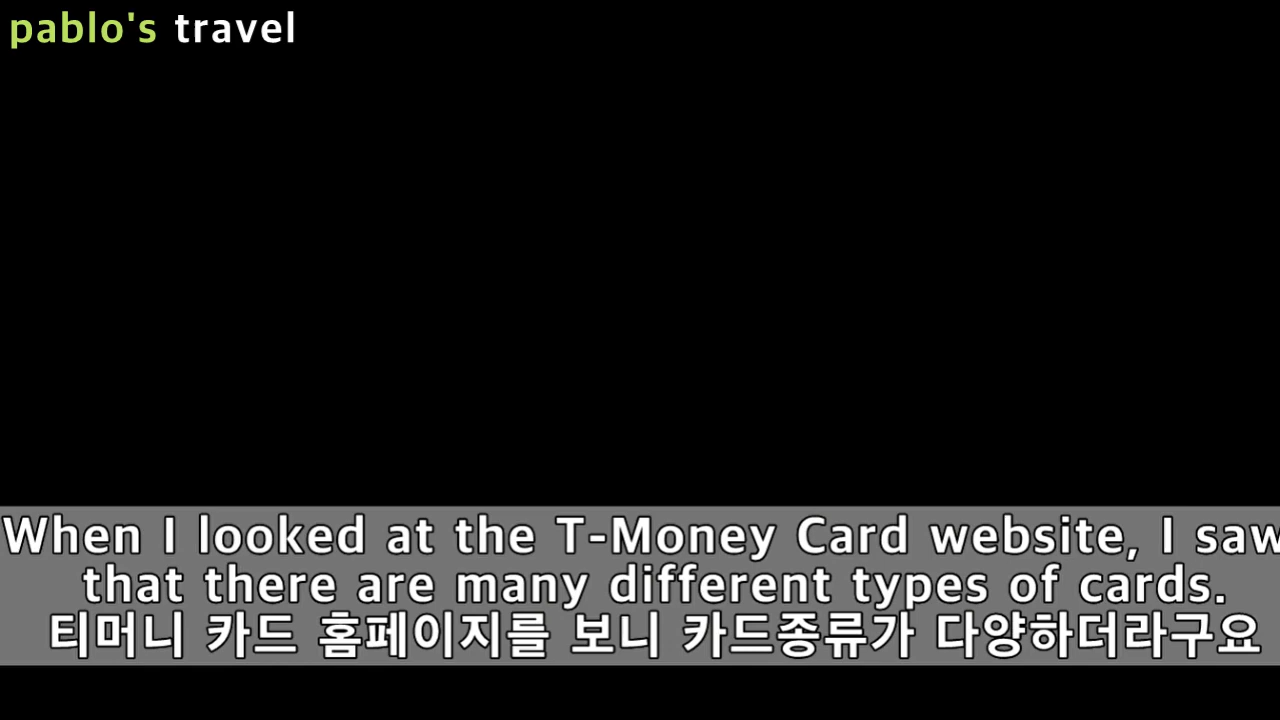 pablo's travel
When I looked at the T-Money Card website, I saw
that there are many different types of cards.
티머니 카드 홈페이지를 보니 카드종류가 다양하더라구요